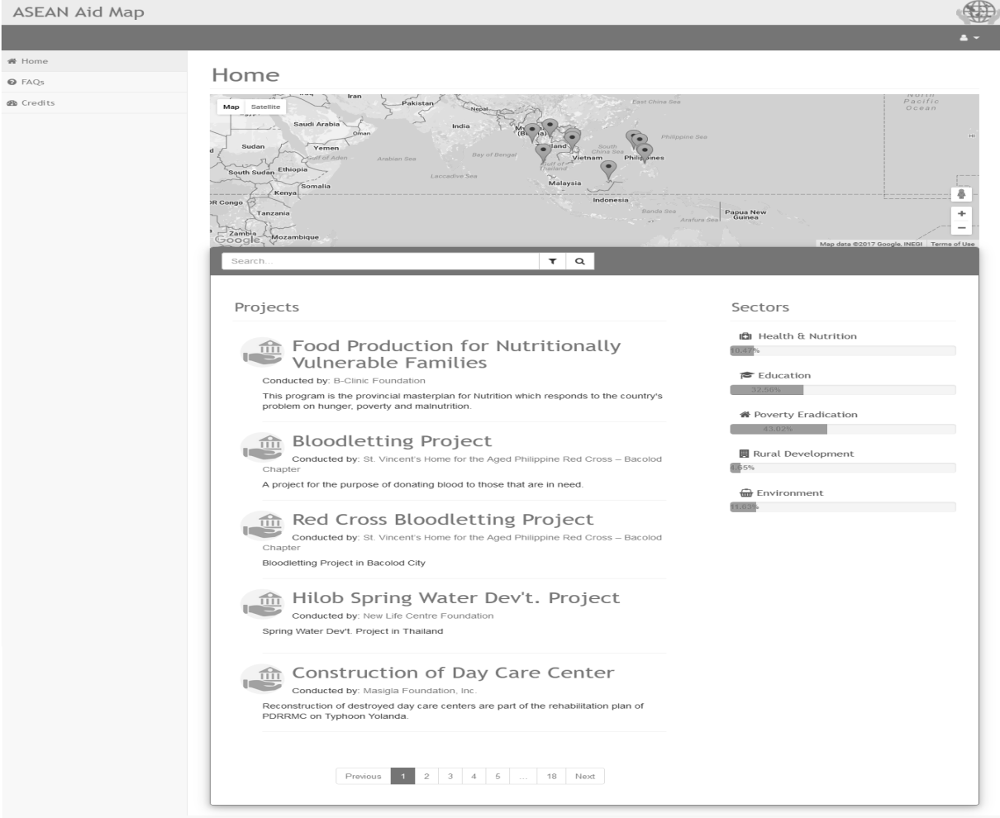 ASEAN Aid Map
Home
FAQs
Credits
Home
Map Satellite
Iran
Pakistan
Nepal
East China Sea
North
Pacific
Ocean
Saudi Arabia
Oman
India
Philippine Sea
HI
Sudan
Yemen
Gulf of Aden
Arabian Sea
Bay of Bengal
South
China Sea
Vietnam
Philippines
Gulf of
Thailand
South Sudan
Ethiopia
Laccadive Sea
Somalia
Malaysia
Kenya
DR Congo
Indonesia
Tanzania
Banda Sea
Arafura Sea
Papua New
Guinea
Zambia
Mozambique
Google
Map data ©2017 Google, INEGI Terms of Use
Search...
Projects
Food Production for Nutritionally
Vulnerable Families
Conducted by: B-Clinic Foundation
This program is the provincial masterplan for Nutrition which responds to the country's
problem on hunger, poverty and malnutrition.
Bloodletting Project
Conducted by: St. Vincent's Home for the Aged Philippine Red Cross – Bacolod
Chapter
A project for the purpose of donating blood to those that are in need.
Red Cross Bloodletting Project
Conducted by: St. Vincent's Home for the Aged Philippine Red Cross – Bacolod
Chapter
Bloodletting Project in Bacolod City
Hilob Spring Water Dev't. Project
Conducted by: New Life Centre Foundation
Spring Water Dev't. Project in Thailand
Construction of Day Care Center
Conducted by: Masigla Foundation, Inc.
Reconstruction of destroyed day care centers are part of the rehabilitation plan of
PDRRMC on Typhoon Yolanda.
Previous 1 2 3 4 5 ... 18 Next
Sectors
Health & Nutrition
10.47%
Education
32.56%
Poverty Eradication
43.02%
Rural Development
4.65%
Environment
11.63%